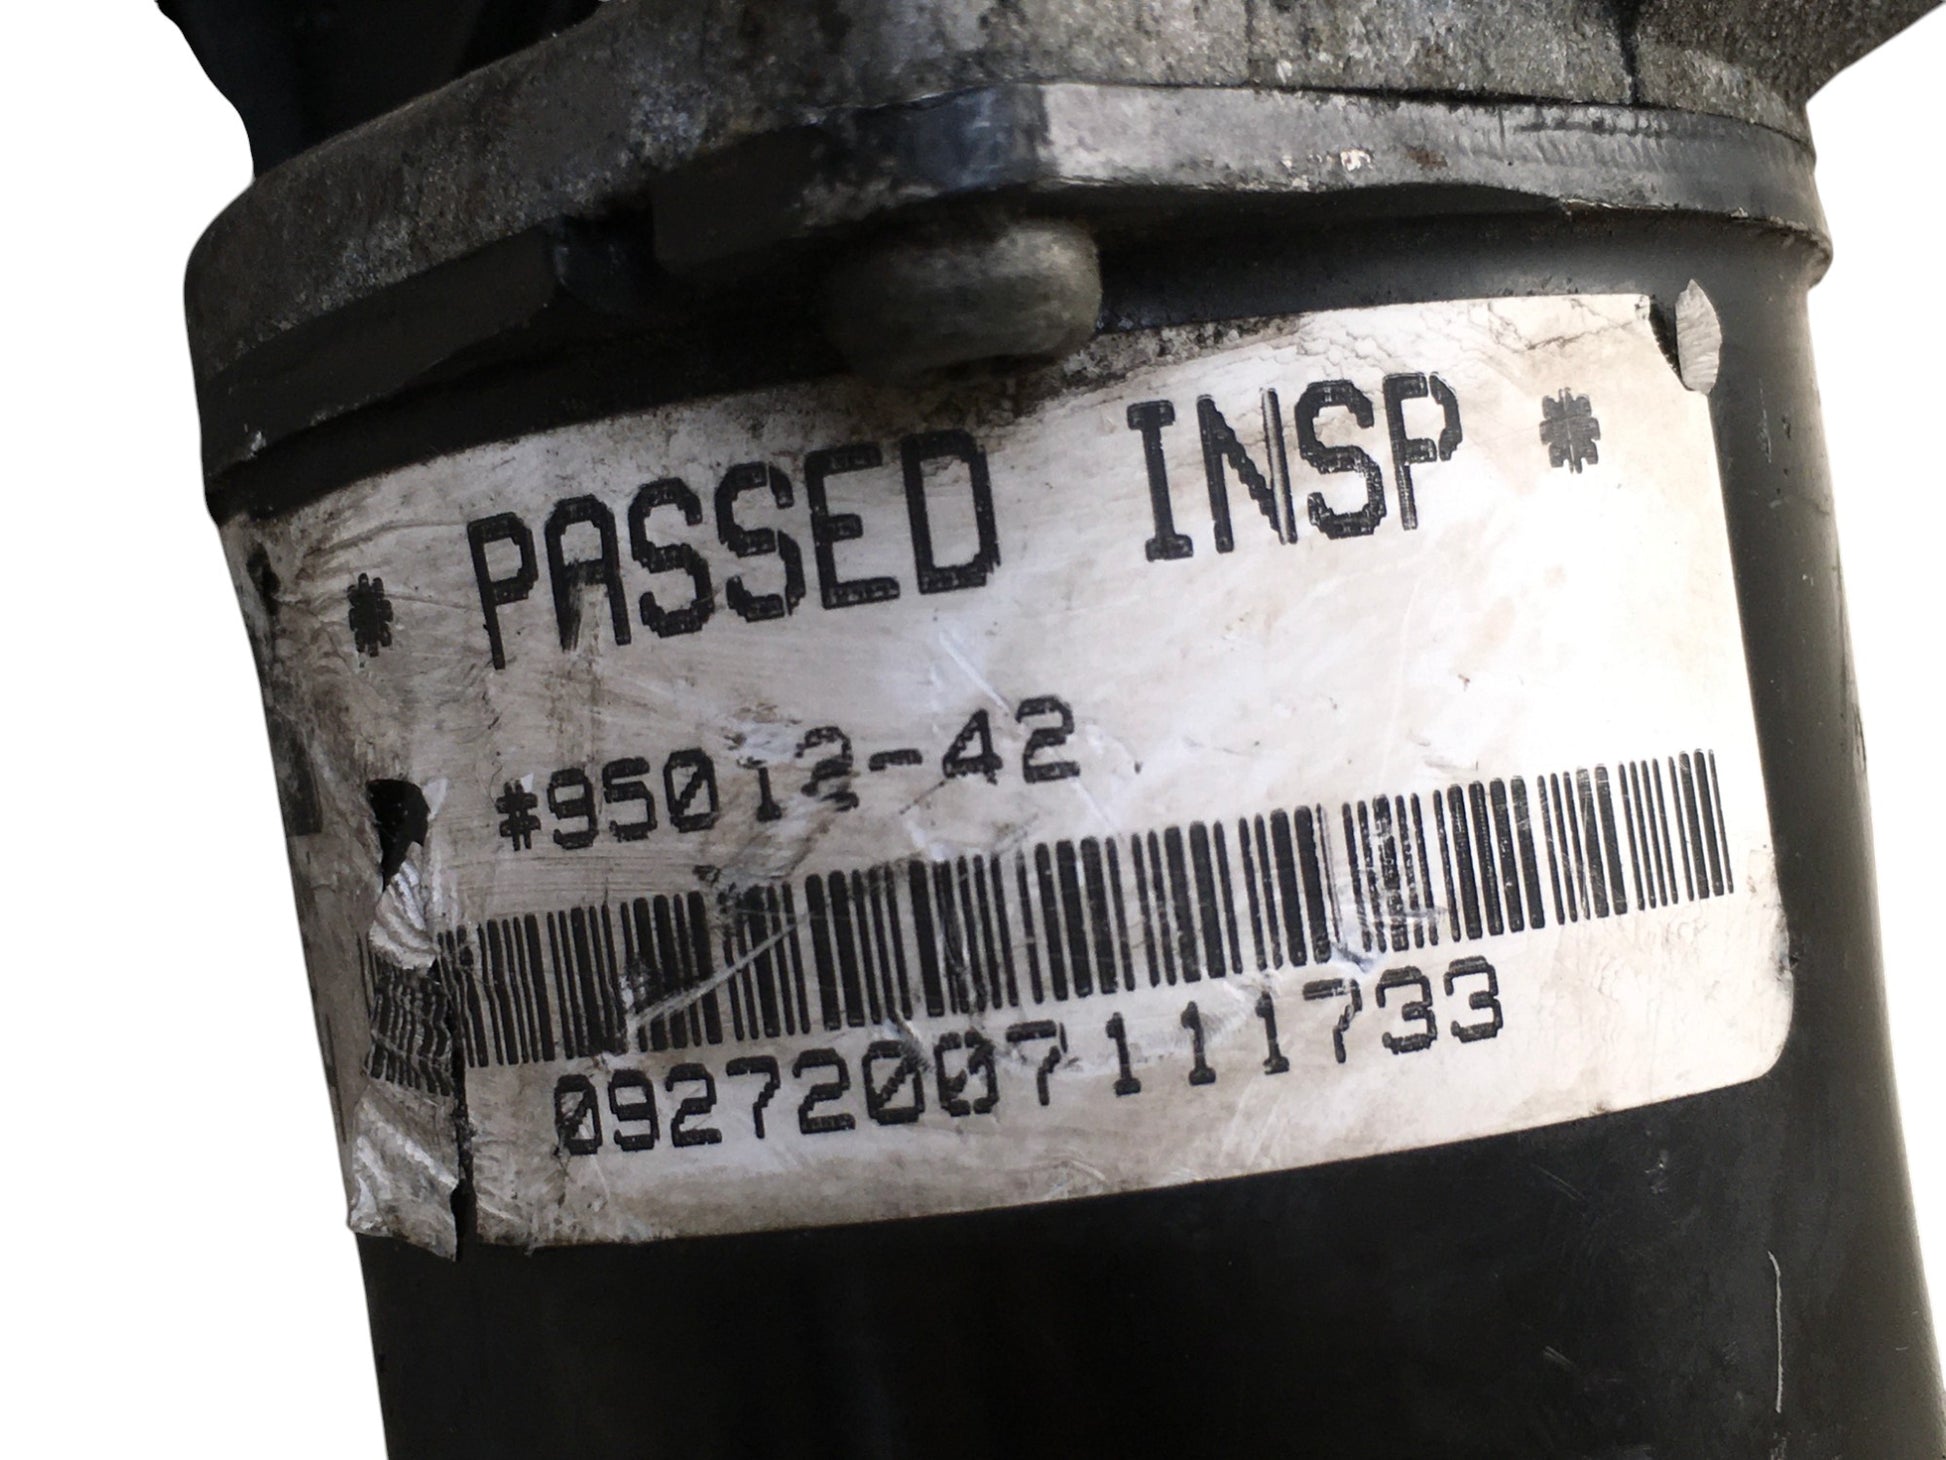 * PASSED INSP *
#95012-42
09272007111733